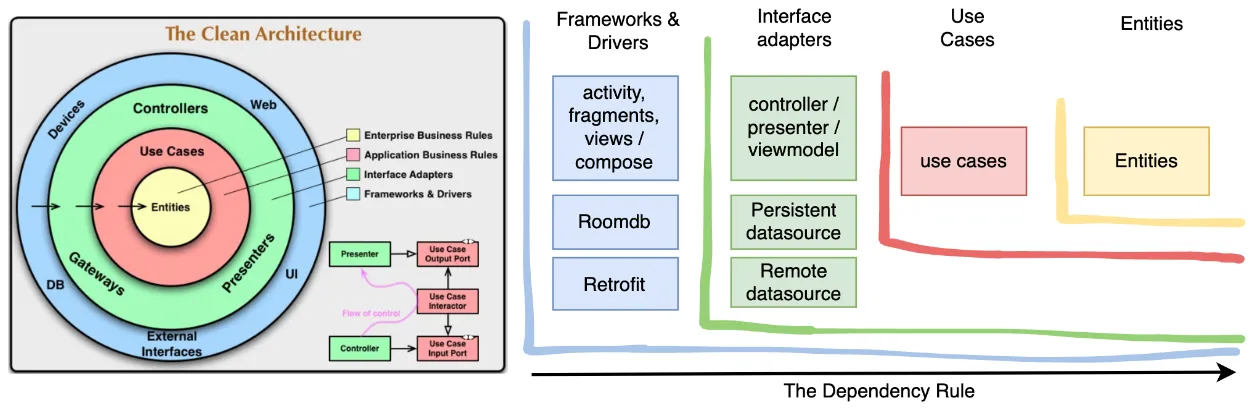 The Clean Architecture
Devices
Web
Controllers
Use Cases
Entities
Gateways
Presenters
DB
UI
External
Interfaces
Enterprise Business Rules
Application Business Rules
Interface Adapters
Frameworks & Drivers
Presenter
Use Case
Output Port
Use Case
Interactor
Flow of control
Controller
Use Case
Input Port
Frameworks &
Drivers
activity,
fragments,
views /
compose
Roomdb
Retrofit
Interface
adapters
controller /
presenter /
viewmodel
Persistent
datasource
Remote
datasource
Use
Cases
use cases
Entities
Entities
The Dependency Rule